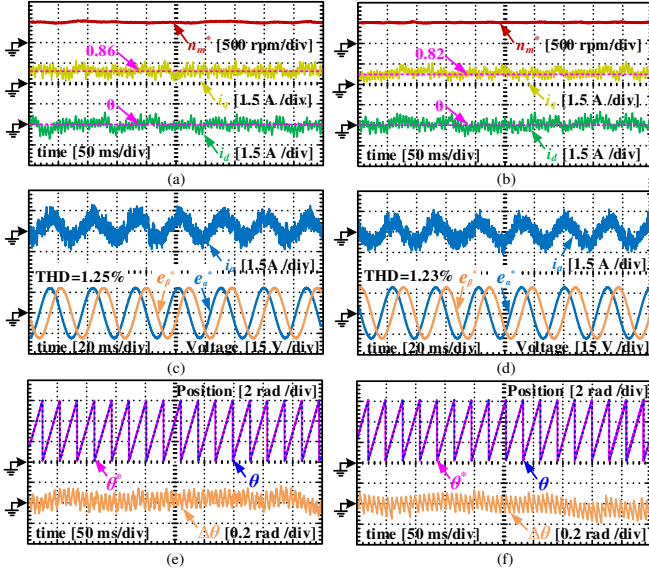 n_m^* [500 rpm/div]
0.86
i_q [1.5 A /div]
0
i_d [1.5 A /div]
time [50 ms/div]
(a)
n_m^* [500 rpm/div]
0.82
i_q [1.5 A /div]
0
i_d [1.5 A /div]
time [50 ms/div]
(b)
i_a [1.5A /div]
THD=1.25%
e_β^* e_α^*
time [20 ms/div] Voltage [15 V /div]
(c)
i_a [1.5A /div]
THD=1.23%
e_β^* e_α^*
time [20 ms/div] Voltage [15 V /div]
(d)
Position [2 rad /div]
θ^* θ
Δθ
time [50 ms/div] [0.2 rad /div]
(e)
Position [2 rad /div]
θ^* θ
Δθ
time [50 ms/div] [0.2 rad /div]
(f)